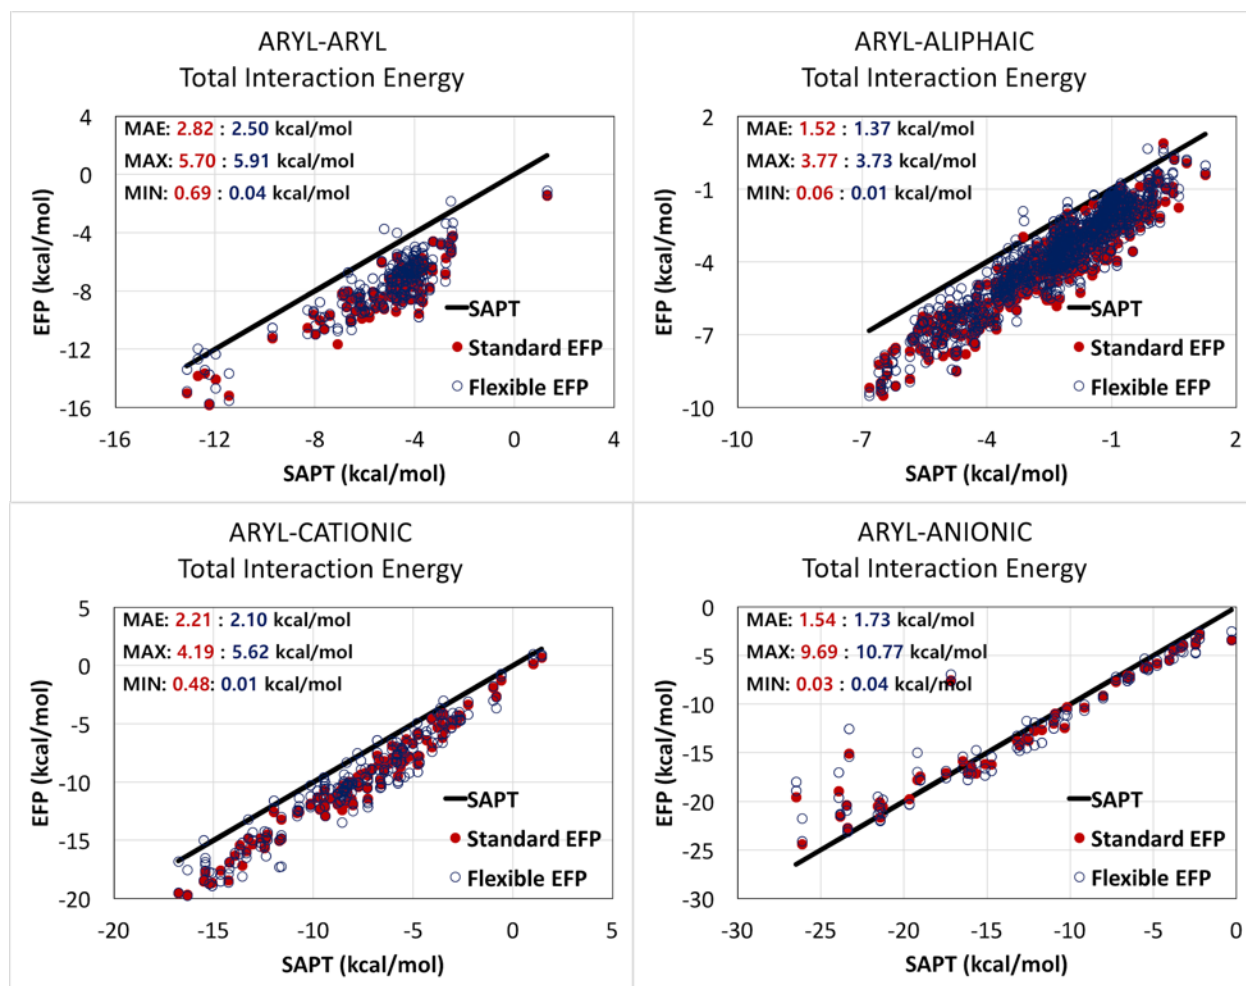 ARYL-ARYL
Total Interaction Energy
MAE: 2.82 : 2.50 kcal/mol
MAX: 5.70 : 5.91 kcal/mol
MIN: 0.69 : 0.04 kcal/mol
4
0
-4
-8
-12
-16
EFP (kcal/mol)
SAPT
Standard EFP
Flexible EFP
-16 -12 -8 -4 0 4
SAPT (kcal/mol)
ARYL-ALIPHAIC
Total Interaction Energy
MAE: 1.52 : 1.37 kcal/mol
MAX: 3.77 : 3.73 kcal/mol
MIN: 0.06 : 0.01 kcal/mol
2
-1
-4
-7
-10
EFP (kcal/mol)
SAPT
Standard EFP
Flexible EFP
-10 -7 -4 -1 2
SAPT (kcal/mol)
ARYL-CATIONIC
Total Interaction Energy
MAE: 2.21 : 2.10 kcal/mol
MAX: 4.19 : 5.62 kcal/mol
MIN: 0.48: 0.01 kcal/mol
5
0
-5
-10
-15
-20
EFP (kcal/mol)
SAPT
Standard EFP
Flexible EFP
-20 -15 -10 -5 0 5
SAPT (kcal/mol)
ARYL-ANIONIC
Total Interaction Energy
MAE: 1.54 : 1.73 kcal/mol
MAX: 9.69 : 10.77 kcal/mol
MIN: 0.03 : 0.04 kcal/mol
0
-5
-10
-15
-20
-25
-30
EFP (kcal/mol)
SAPT
Standard EFP
Flexible EFP
-30 -25 -20 -15 -10 -5 0
SAPT (kcal/mol)